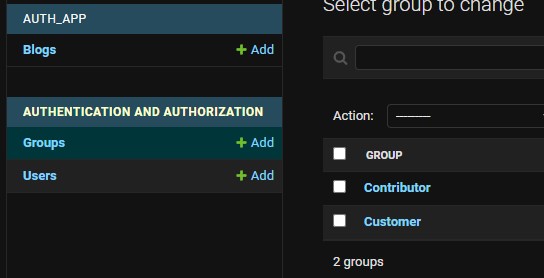 AUTH_APP
Blogs
+ Add
AUTHENTICATION AND AUTHORIZATION
Groups
+ Add
Users
+ Add
Select group to change
Action: ---------
GROUP
Contributor
Customer
2 groups